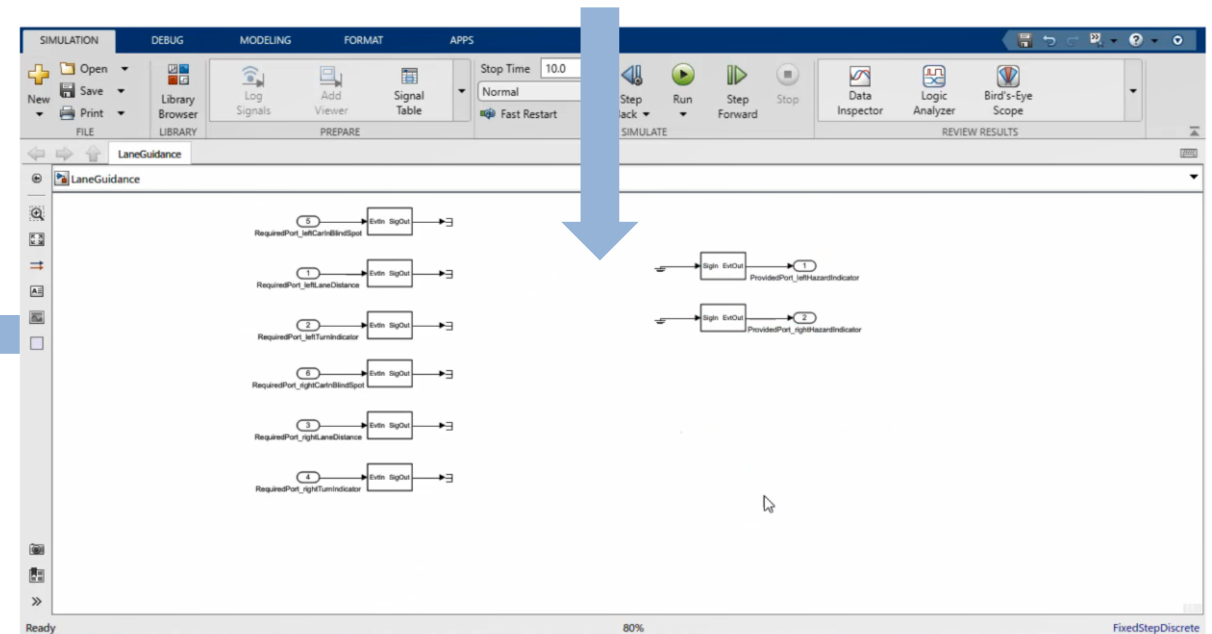 SIMULATION DEBUG MODELING FORMAT APPS
New
Open
Save
Print
FILE
Library
Browser
LIBRARY
Log
Signals
Add
Viewer
Signal
Table
PREPARE
Stop Time 10.0
Normal
Fast Restart
Step
Back
Run
Step
Forward
Stop
SIMULATE
Data
Inspector
Logic
Analyzer
Bird's-Eye
Scope
REVIEW RESULTS
LaneGuidance
LaneGuidance
5 EvtIn SigOut
RequiredPort_leftCarInBlindSpot
1 EvtIn SigOut
RequiredPort_leftLaneDistance
2 EvtIn SigOut
RequiredPort_leftTurnIndicator
6 EvtIn SigOut
RequiredPort_rightCarInBlindSpot
3 EvtIn SigOut
RequiredPort_rightLaneDistance
4 EvtIn SigOut
RequiredPort_rightTurnIndicator
SigIn EvtOut 1
ProvidedPort_leftHazardIndicator
SigIn EvtOut 2
ProvidedPort_rightHazardIndicator
Ready 80% FixedStepDiscrete